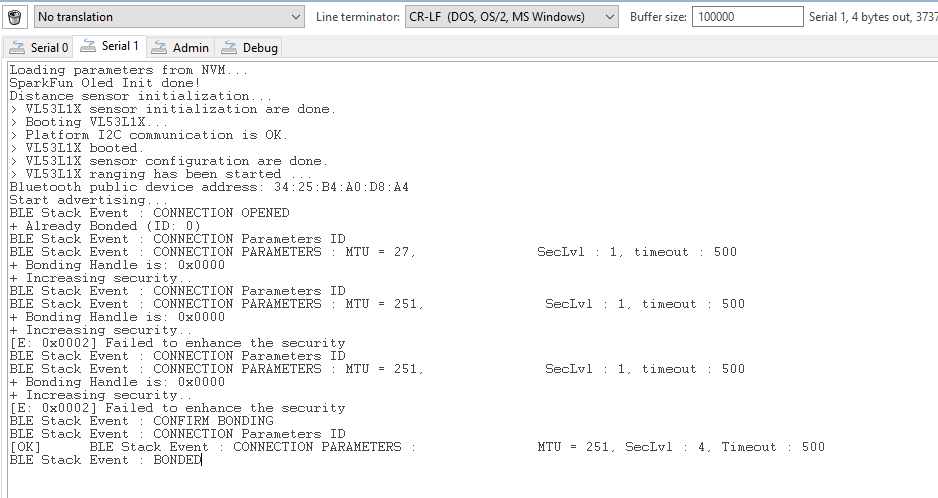 No translation Line terminator: CR-LF (DOS, OS/2, MS Windows) Buffer size: 100000 Serial 1, 4 bytes out, 3737
Serial 0 Serial 1 Admin Debug
Loading parameters from NVM...
SparkFun Oled Init done!
Distance sensor initialization...
> VL53L1X sensor initialization are done.
> Booting VL53L1X...
> Platform I2C communication is OK.
> VL53L1X booted.
> VL53L1X sensor configuration are done.
> VL53L1X ranging has been started ...
Bluetooth public device address: 34:25:B4:A0:D8:A4
Start advertising...
BLE Stack Event : CONNECTION OPENED
+ Already Bonded (ID: 0)
BLE Stack Event : CONNECTION Parameters ID
BLE Stack Event : CONNECTION PARAMETERS : MTU = 27, SecLvl : 1, timeout : 500
+ Bonding Handle is: 0x0000
+ Increasing security..
BLE Stack Event : CONNECTION Parameters ID
BLE Stack Event : CONNECTION PARAMETERS : MTU = 251, SecLvl : 1, timeout : 500
+ Bonding Handle is: 0x0000
+ Increasing security..
[E: 0x0002] Failed to enhance the security
BLE Stack Event : CONNECTION Parameters ID
BLE Stack Event : CONNECTION PARAMETERS : MTU = 251, SecLvl : 1, timeout : 500
+ Bonding Handle is: 0x0000
+ Increasing security..
[E: 0x0002] Failed to enhance the security
BLE Stack Event : CONFIRM BONDING
BLE Stack Event : CONNECTION Parameters ID
[OK] BLE Stack Event : CONNECTION PARAMETERS : MTU = 251, SecLvl : 4, Timeout : 500
BLE Stack Event : BONDED